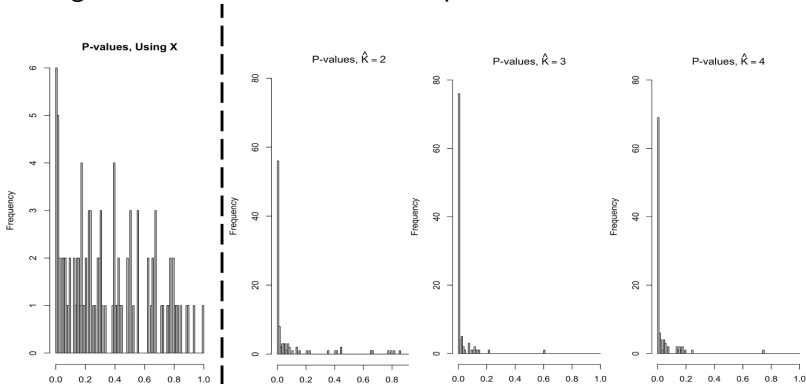 P-values, Using X
Frequency
6
5
4
3
2
1
0
0.0 0.2 0.4 0.6 0.8 1.0
P-values, K̂ = 2
Frequency
80
60
40
20
0
0.0 0.2 0.4 0.6 0.8
P-values, K̂ = 3
Frequency
80
60
40
20
0
0.0 0.2 0.4 0.6 0.8 1.0
P-values, K̂ = 4
Frequency
80
60
40
20
0
0.0 0.2 0.4 0.6 0.8 1.0